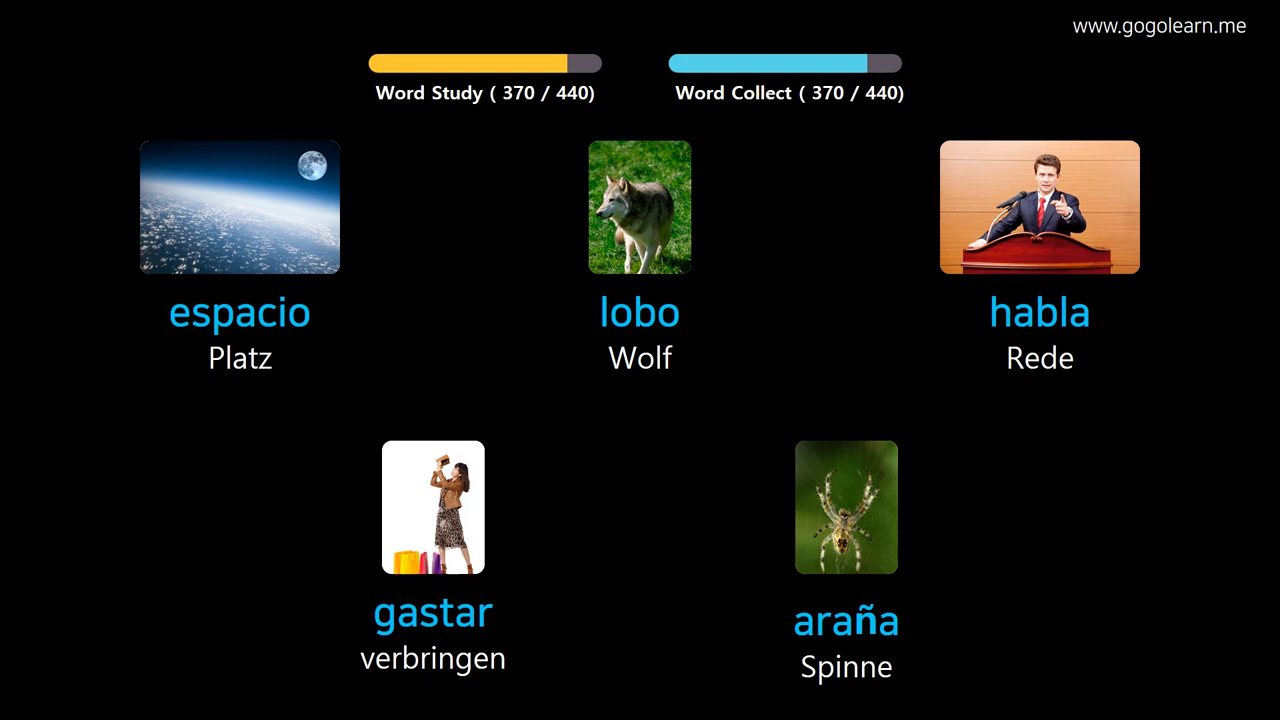 www.gogolearn.me
Word Study ( 370 / 440)
Word Collect ( 370 / 440)
espacio
Platz
lobo
Wolf
habla
Rede
gastar
verbringen
araña
Spinne